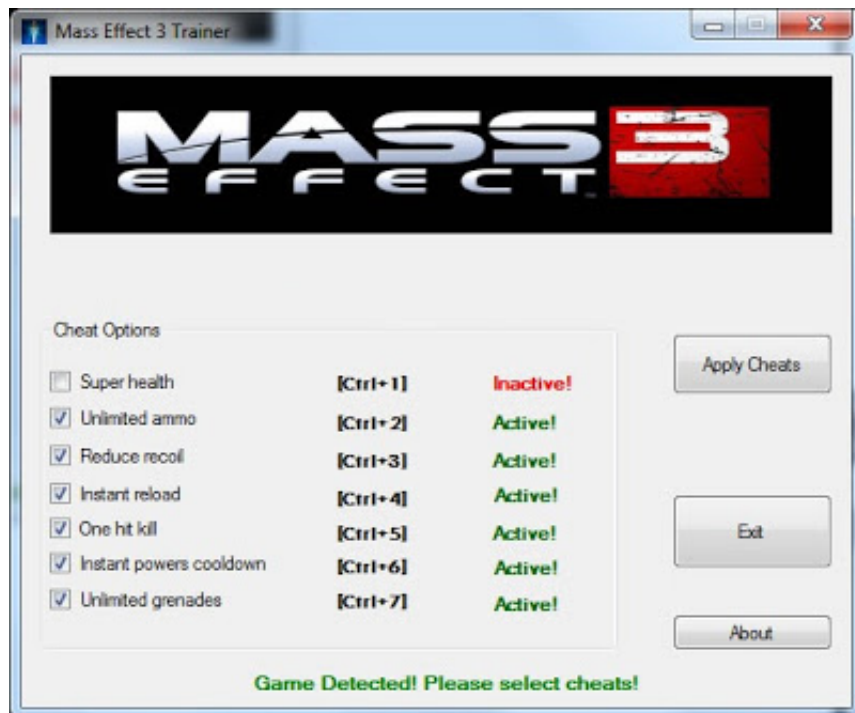 Mass Effect 3 Trainer
MASS 3
EFFECT™
Cheat Options
Super health [Ctrl+1] Inactive!
Unlimited ammo [Ctrl+2] Active!
Reduce recoil [Ctrl+3] Active!
Instant reload [Ctrl+4] Active!
One hit kill [Ctrl+5] Active!
Instant powers cooldown [Ctrl+6] Active!
Unlimited grenades [Ctrl+7] Active!
Apply Cheats
Exit
About
Game Detected! Please select cheats!